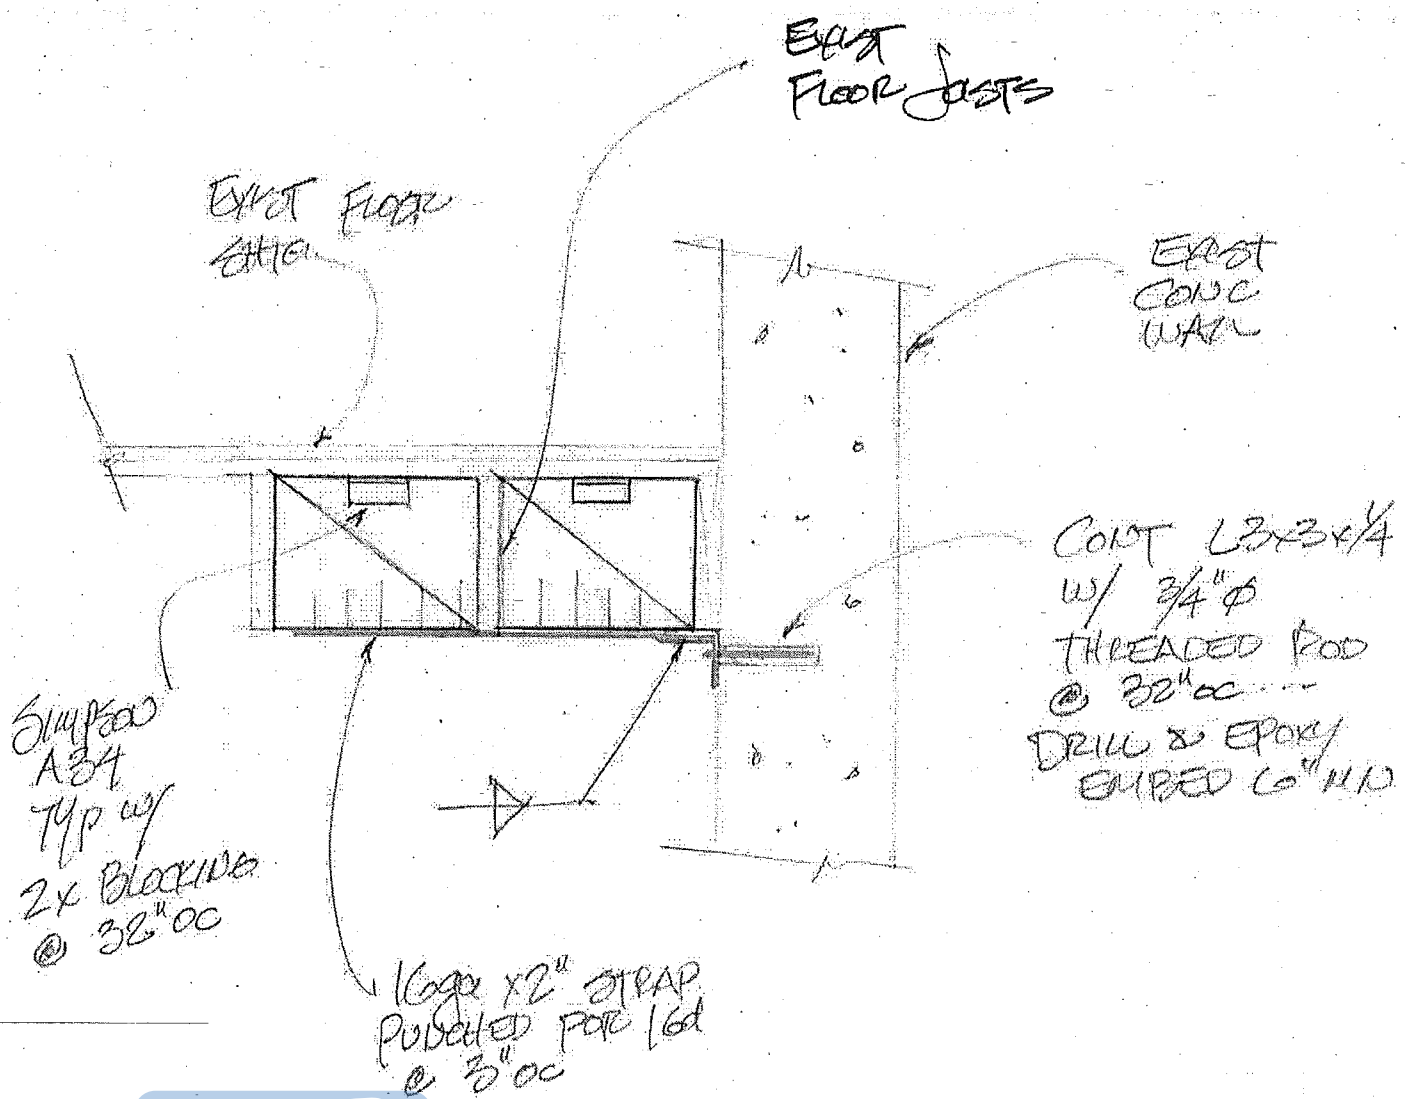 EXIST
FLOOR JOISTS
EXIST FLOOR
SHTG
EXIST
CONC
WALL
CONT L3x3x1/4
W/ 3/4"Ø
THREADED ROD
@ 32"OC
DRILL & EPOXY
EMBED 6" MIN
SIMPSON
A34
TYP W/
2x BLOCKING
@ 32"OC
16ga x2" STRAP
PUNCHED FOR 16d
@ 3"OC